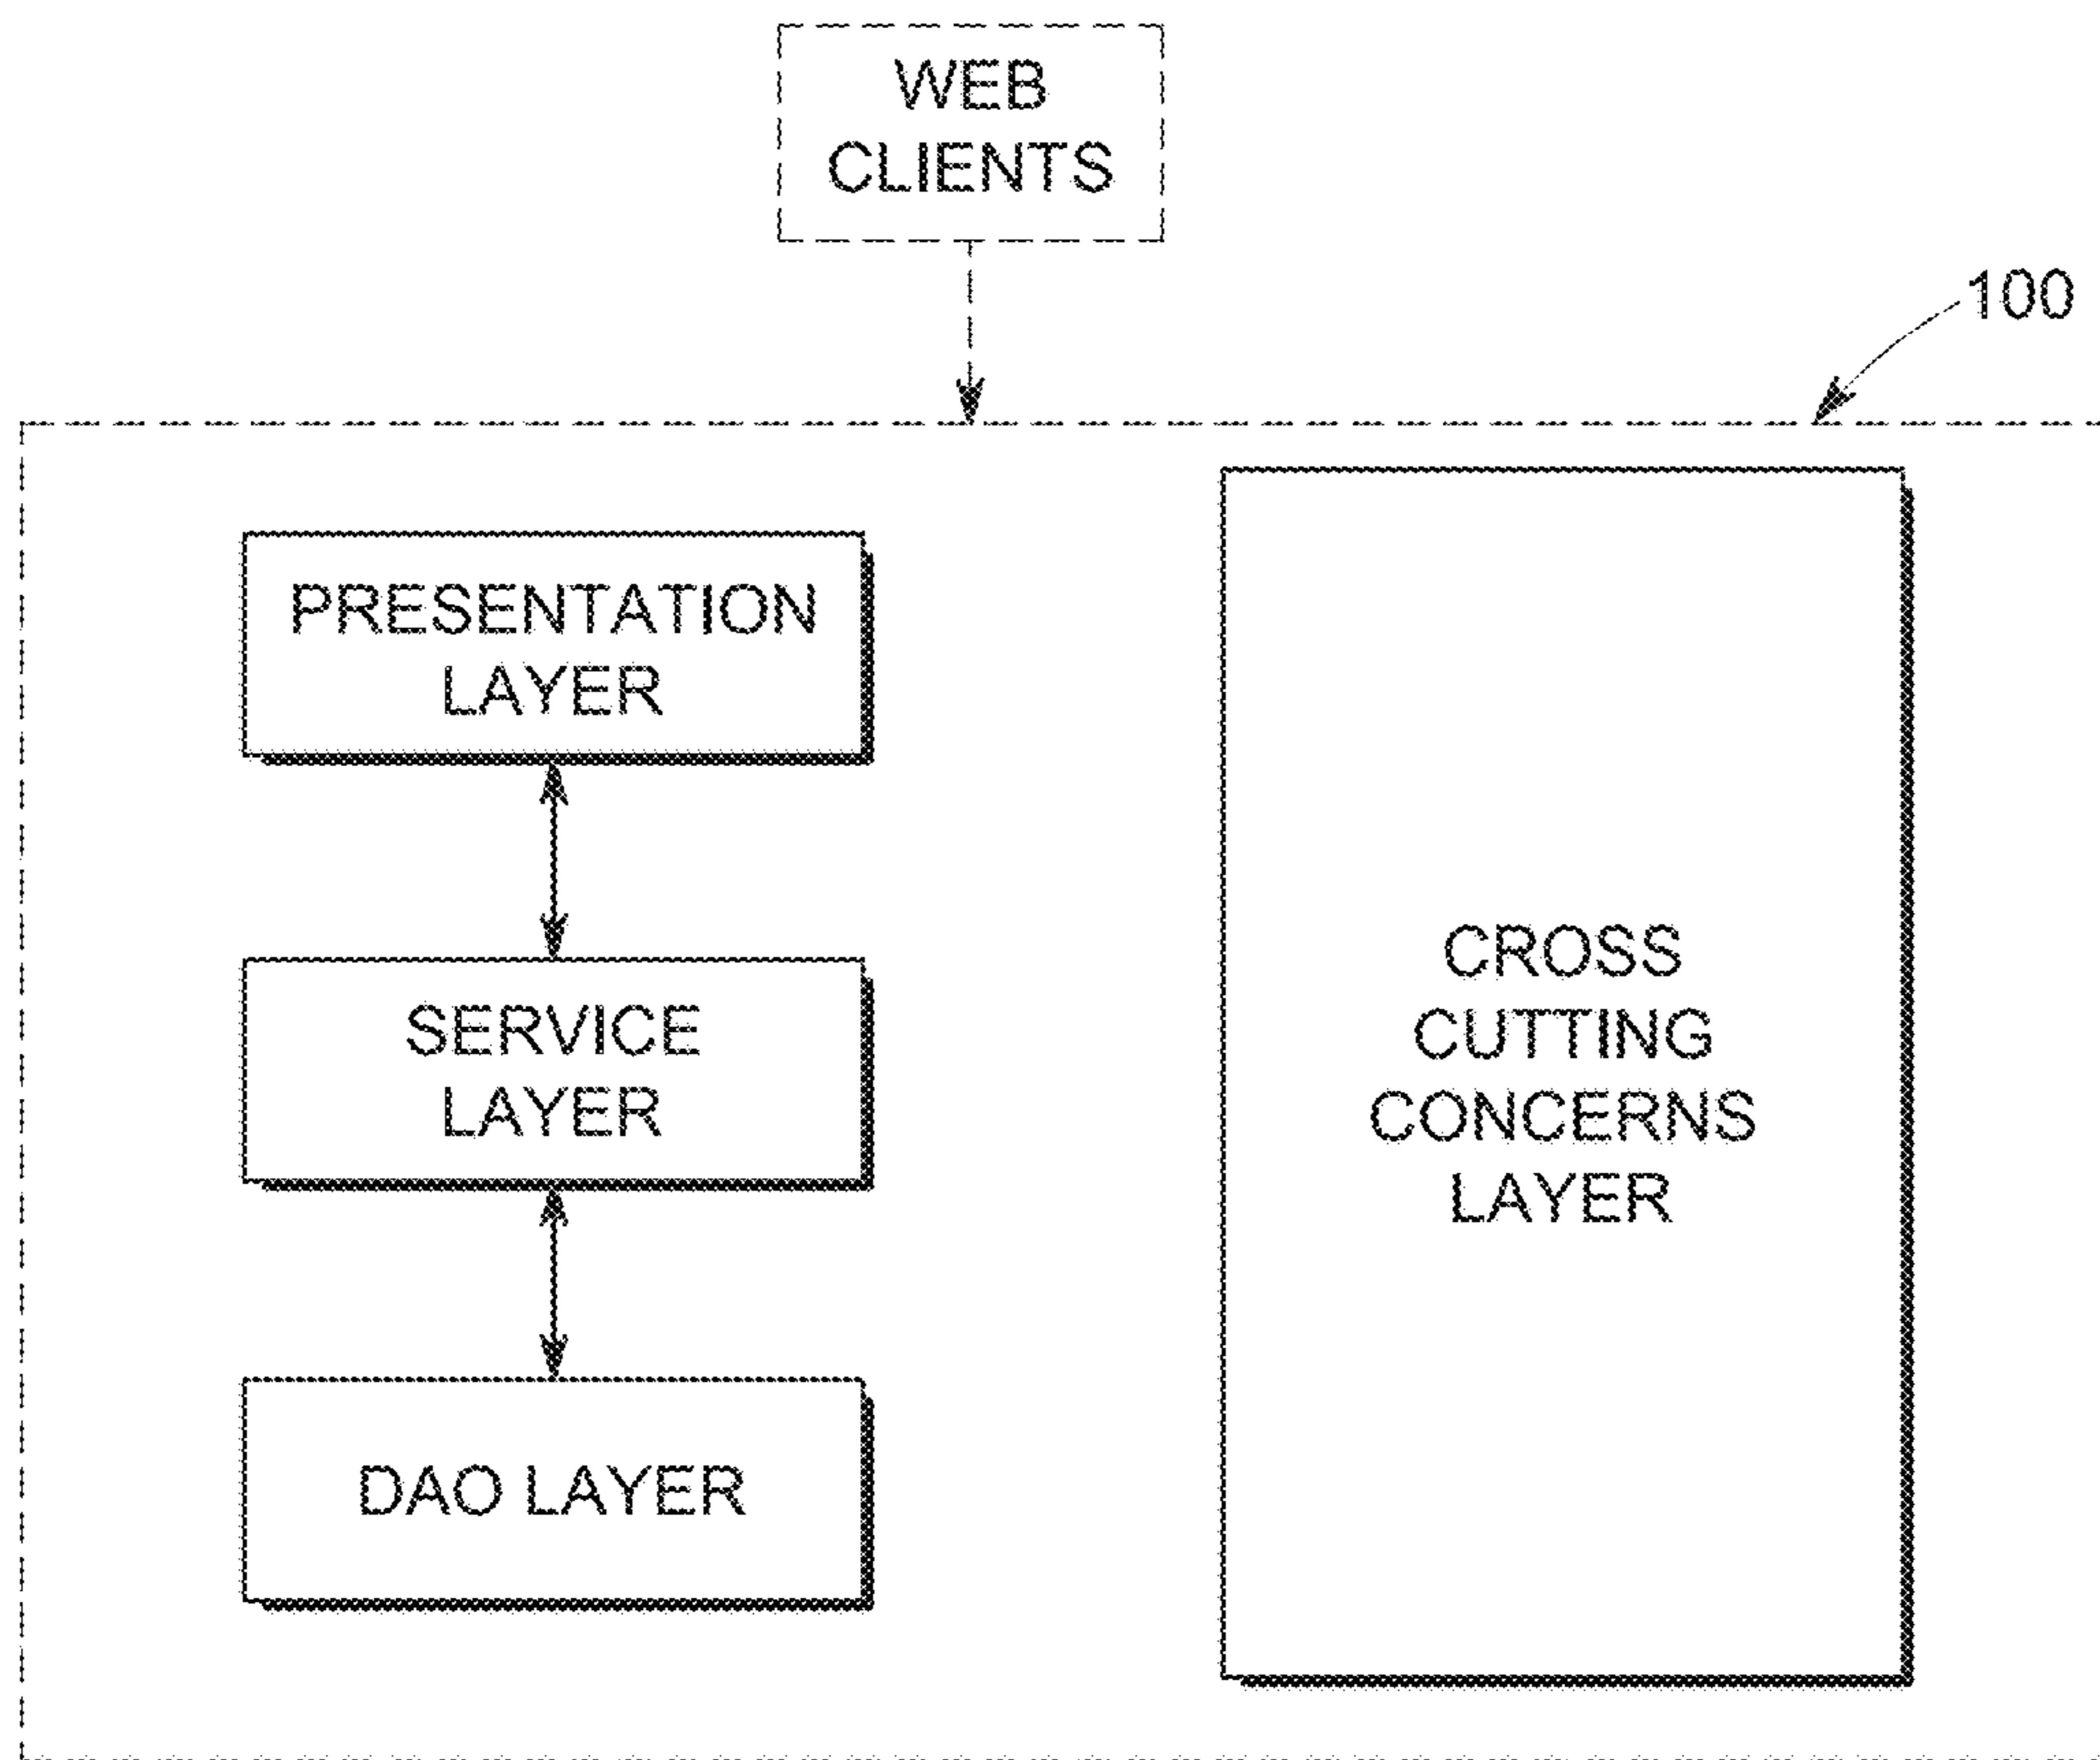 WEB
CLIENTS
100
PRESENTATION
LAYER
SERVICE
LAYER
DAO LAYER
CROSS
CUTTING
CONCERNS
LAYER